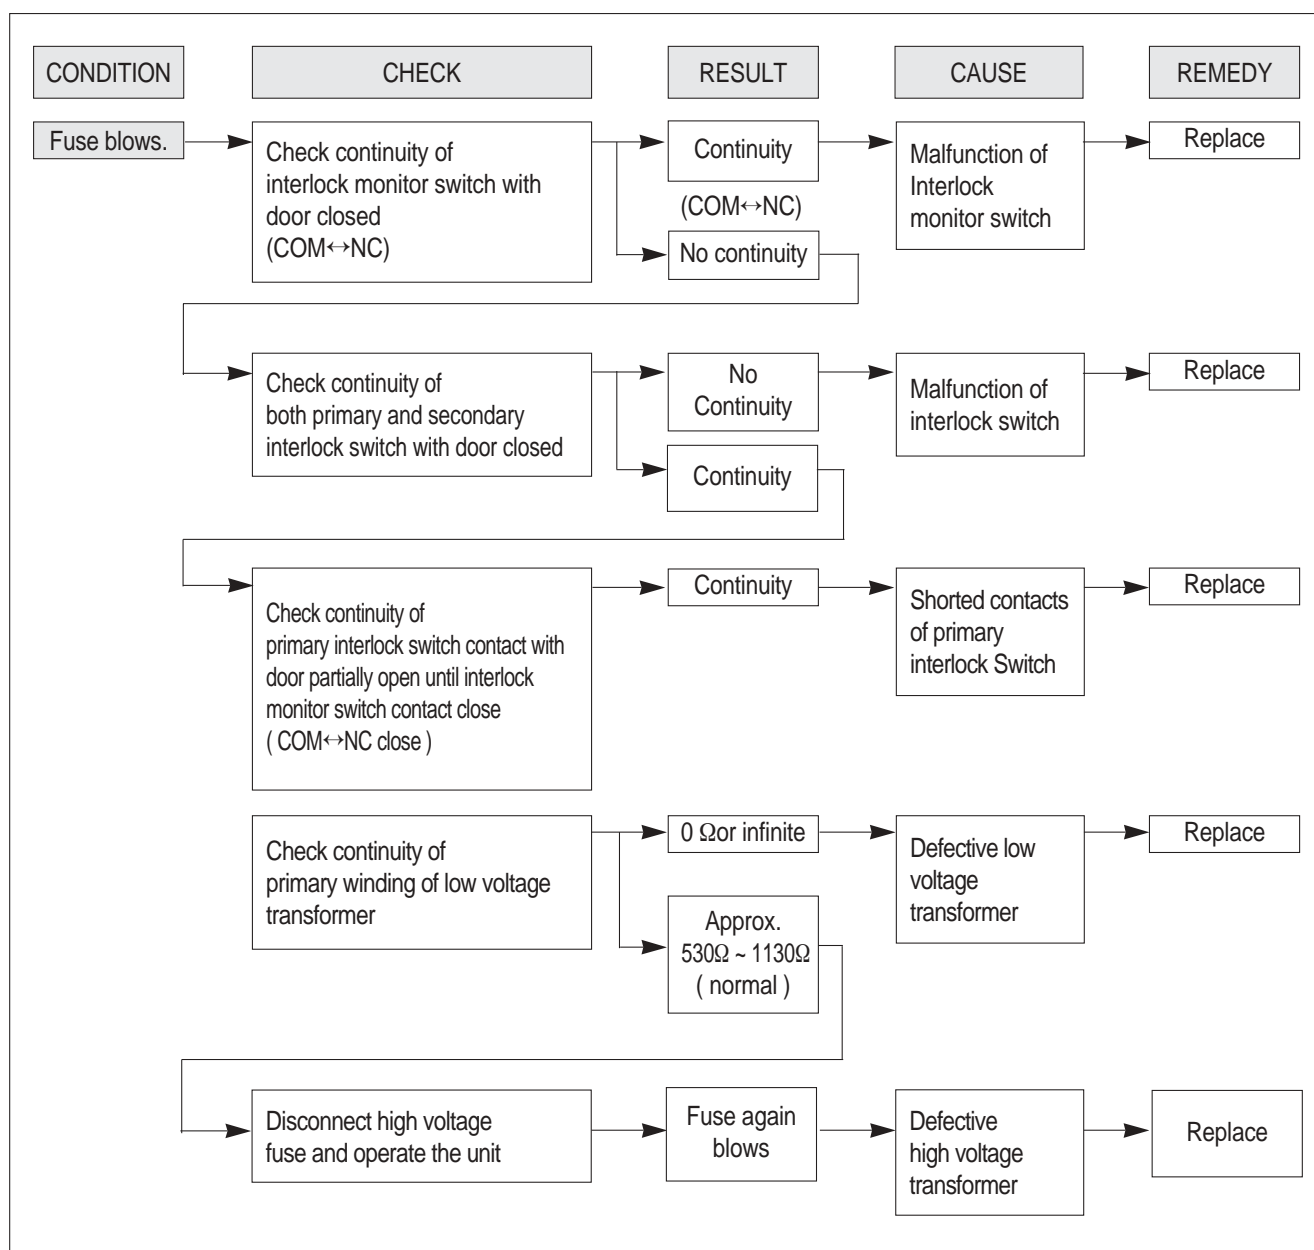 CONDITION
CHECK
RESULT
CAUSE
REMEDY
Fuse blows.
Check continuity of
interlock monitor switch with
door closed
(COM↔NC)
Continuity
(COM↔NC)
No continuity
Malfunction of
Interlock
monitor switch
Replace
Check continuity of
both primary and secondary
interlock switch with door closed
No
Continuity
Continuity
Malfunction of
interlock switch
Replace
Check continuity of
primary interlock switch contact with
door partially open until interlock
monitor switch contact close
( COM↔NC close )
Continuity
Shorted contacts
of primary
interlock Switch
Replace
Check continuity of
primary winding of low voltage
transformer
0 Ωor infinite
Approx.
530Ω ~ 1130Ω
( normal )
Defective low
voltage
transformer
Replace
Disconnect high voltage
fuse and operate the unit
Fuse again
blows
Defective
high voltage
transformer
Replace